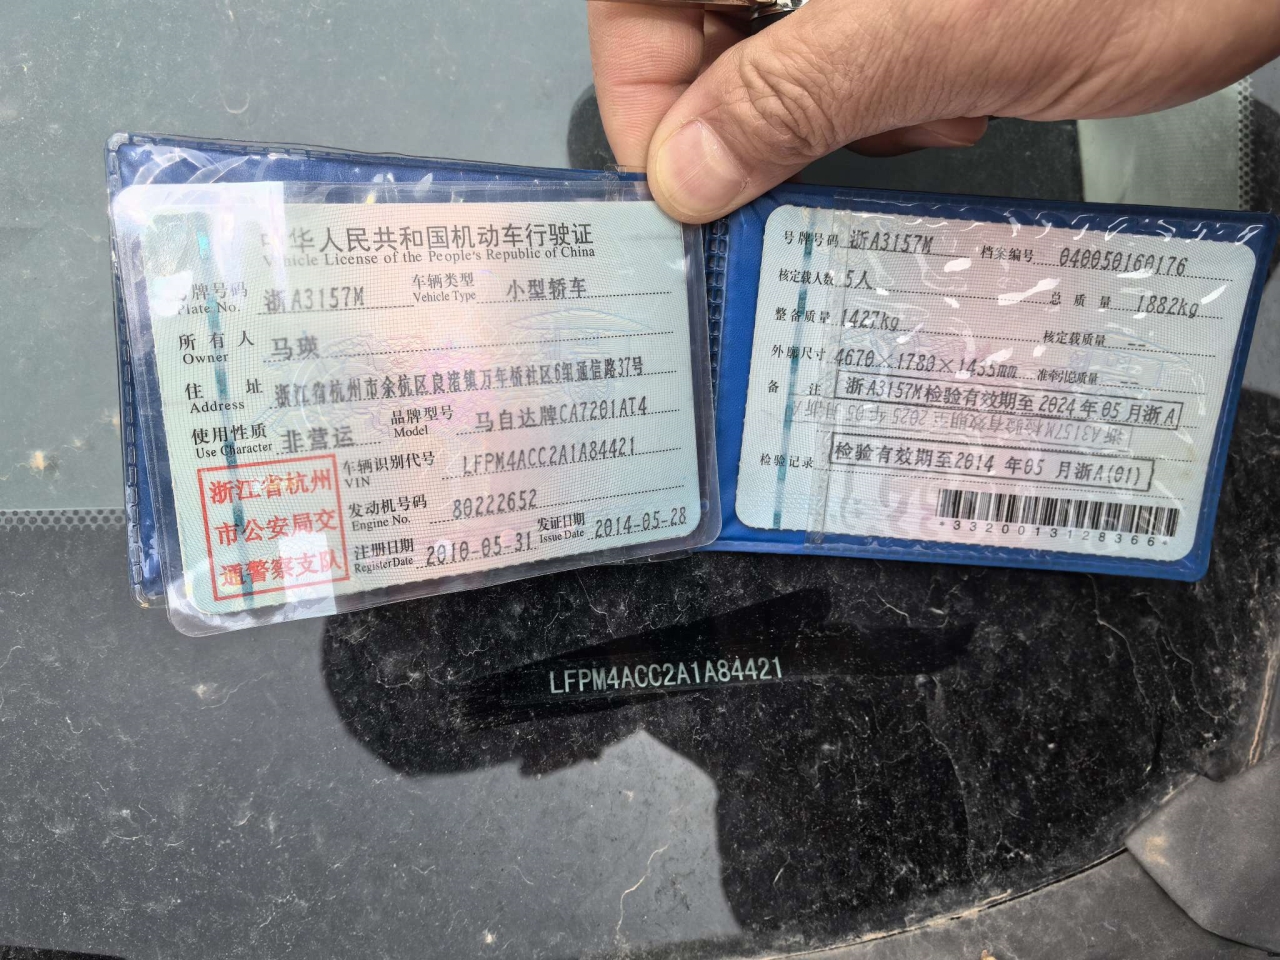 中华人民共和国机动车行驶证
Vehicle License of the People's Republic of China
号牌号码 浙A3157M 车辆类型 小型轿车
Plate No. Vehicle Type
所有人 马瑛
Owner
住址 浙江省杭州市余杭区良渚镇万年桥社区6组通信路37号
Address
使用性质 非营运 品牌型号 马自达牌CA7201AT4
Use Character Model
浙江省杭州
市公安局交
通警察支队
车辆识别代号 LFPM4ACC2A1A84421
VIN
发动机号码 80222652
Engine No.
注册日期 2010-05-31 发证日期 2014-05-28
Register Date Issue Date
号牌号码 浙A3157M 档案编号 040050160176
核定载人数 5人 总质量 1882kg
整备质量 1427kg 核定载质量 --
外廓尺寸 4670×1780×1435mm 准牵引总质量 --
备注 浙A3157M检验有效期至2024年05月浙A
检验记录 检验有效期至2014年05月浙A(01)
*3320013128366*
LFPM4ACC2A1A84421